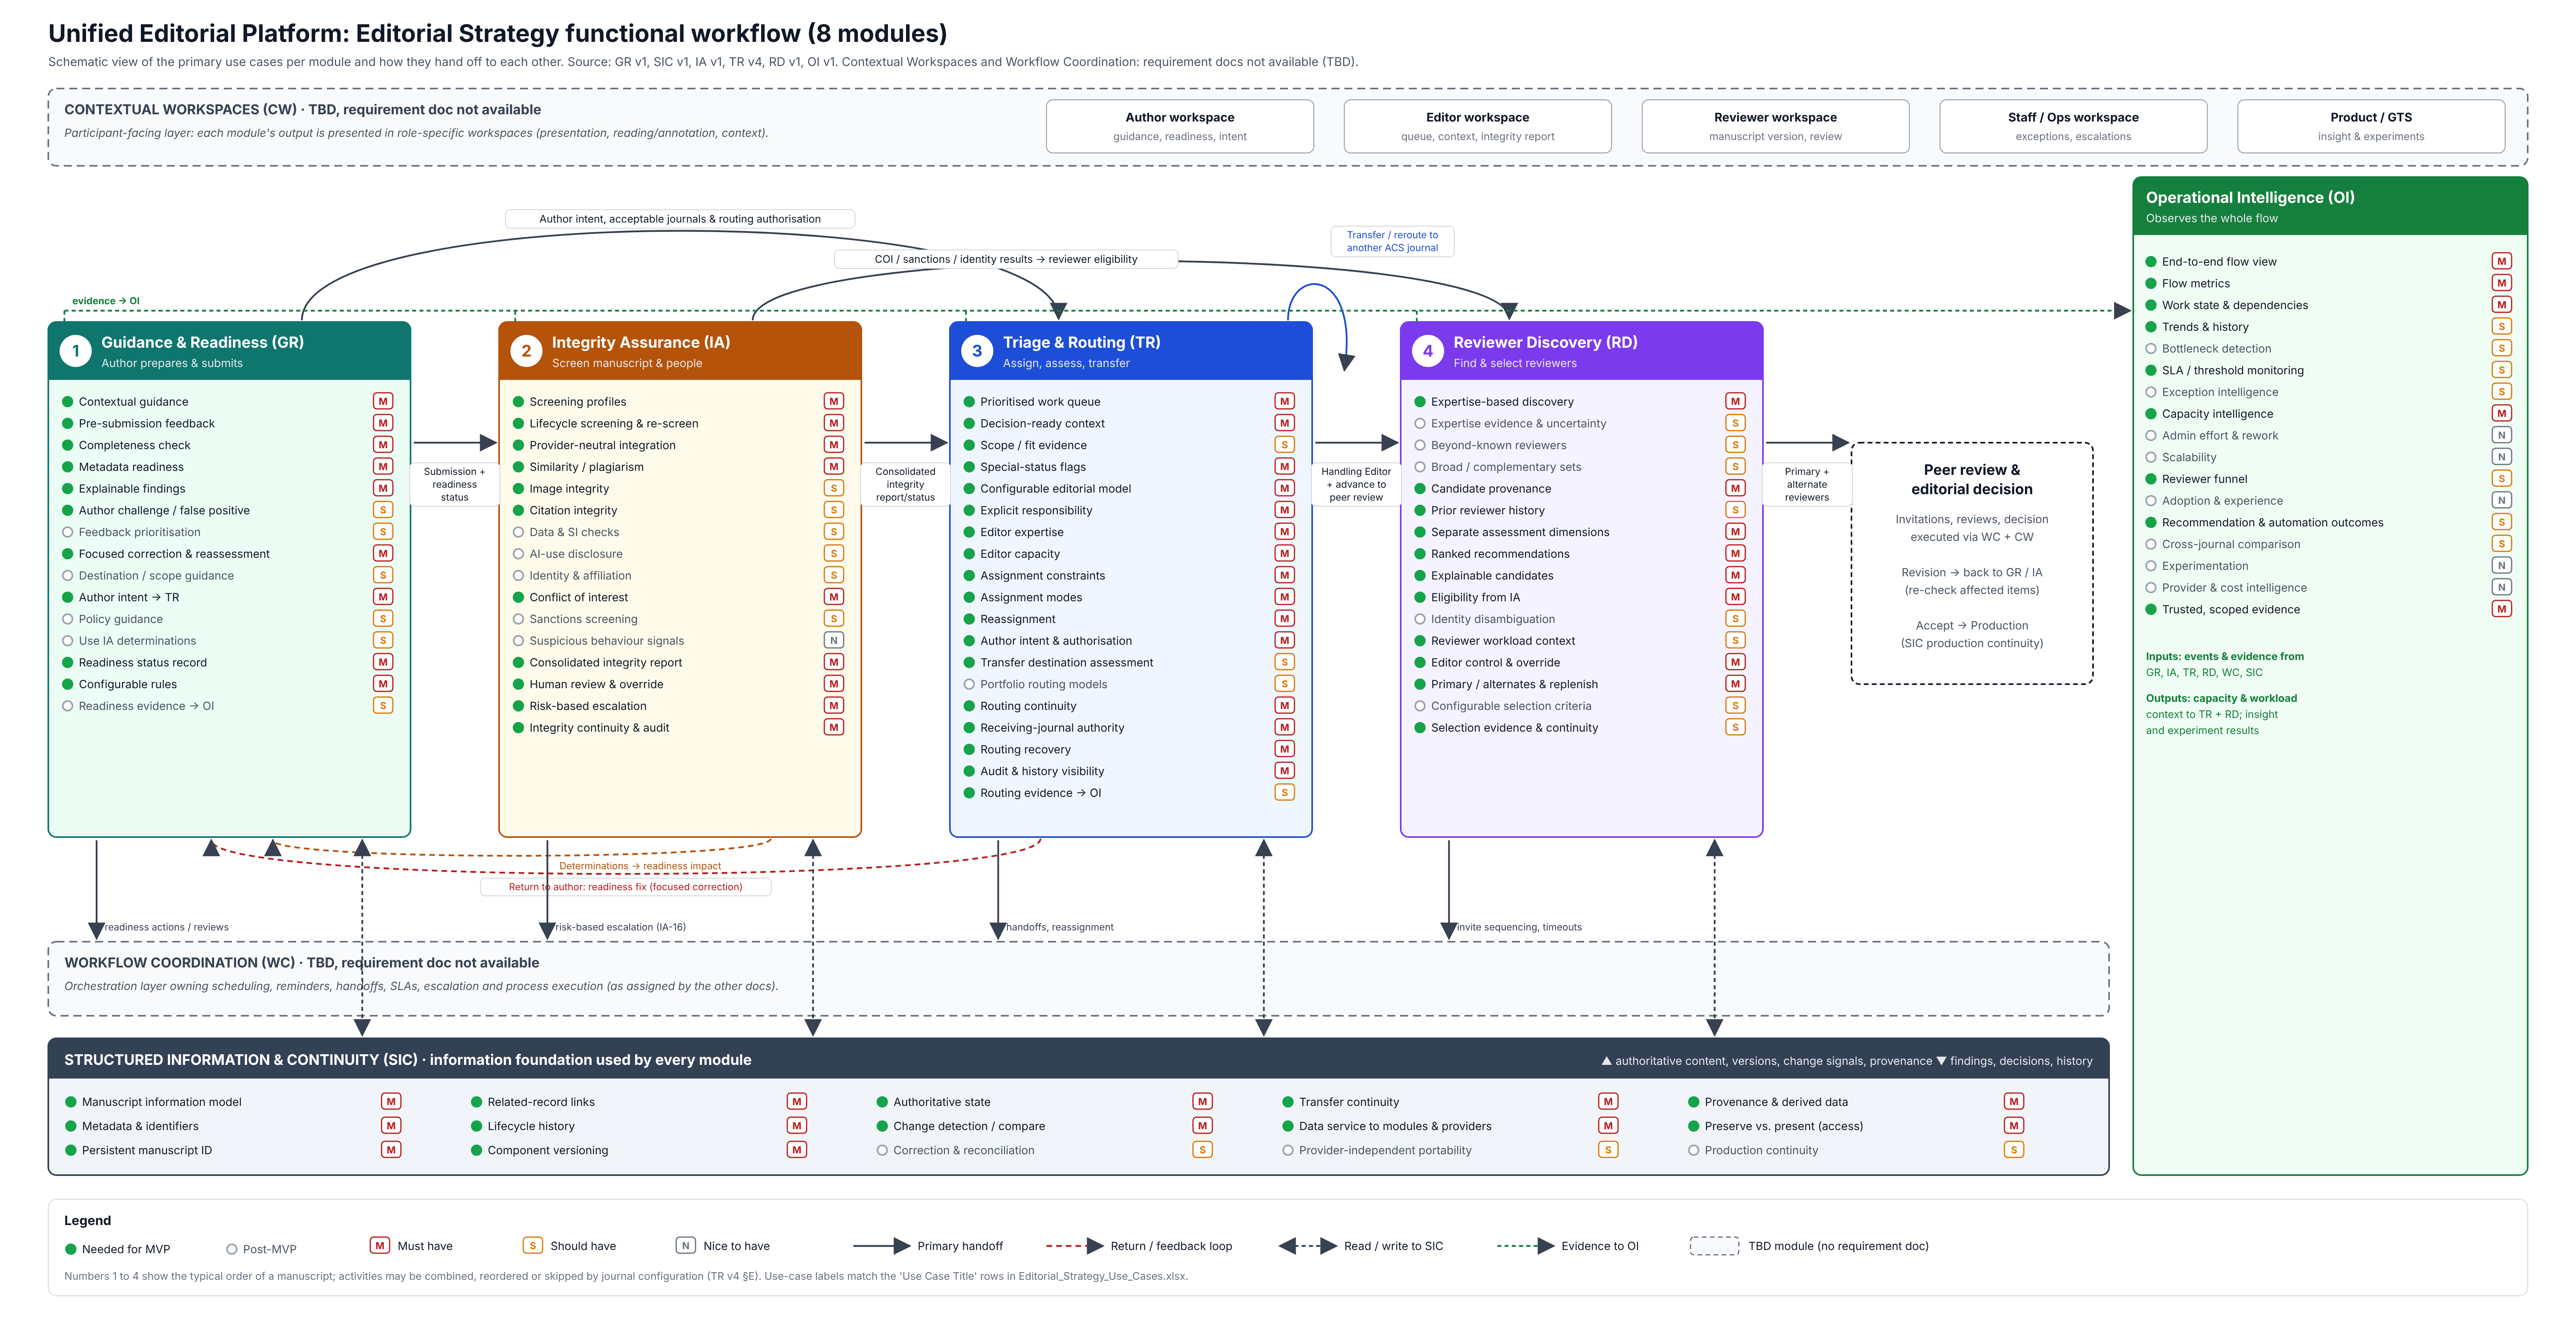 Unified Editorial Platform: Editorial Strategy functional workflow (8 modules)
Schematic view of the primary use cases per module and how they hand off to each other. Source: GR v1, SIC v1, IA v1, TR v4, RD v1, OI v1. Contextual Workspaces and Workflow Coordination: requirement docs not available (TBD).
CONTEXTUAL WORKSPACES (CW) · TBD, requirement doc not available
Participant-facing layer: each module's output is presented in role-specific workspaces (presentation, reading/annotation, context).
Author workspace
guidance, readiness, intent
Editor workspace
queue, context, integrity report
Reviewer workspace
manuscript version, review
Staff / Ops workspace
exceptions, escalations
Product / GTS
insight & experiments
Author intent, acceptable journals & routing authorisation
COI / sanctions / identity results → reviewer eligibility
Transfer / reroute to
another ACS journal
evidence → OI
1
Guidance & Readiness (GR)
Author prepares & submits
Contextual guidance M
Pre-submission feedback M
Completeness check M
Metadata readiness M
Explainable findings M
Author challenge / false positive S
Feedback prioritisation S
Focused correction & reassessment M
Destination / scope guidance S
Author intent → TR M
Policy guidance S
Use IA determinations S
Readiness status record M
Configurable rules M
Readiness evidence → OI S
Submission +
readiness
status
2
Integrity Assurance (IA)
Screen manuscript & people
Screening profiles M
Lifecycle screening & re-screen M
Provider-neutral integration M
Similarity / plagiarism M
Image integrity S
Citation integrity S
Data & SI checks S
AI-use disclosure S
Identity & affiliation S
Conflict of interest M
Sanctions screening S
Suspicious behaviour signals N
Consolidated integrity report M
Human review & override M
Risk-based escalation M
Integrity continuity & audit M
Consolidated
integrity
report/status
3
Triage & Routing (TR)
Assign, assess, transfer
Prioritised work queue M
Decision-ready context M
Scope / fit evidence S
Special-status flags M
Configurable editorial model M
Explicit responsibility M
Editor expertise M
Editor capacity M
Assignment constraints M
Assignment modes M
Reassignment M
Author intent & authorisation M
Transfer destination assessment S
Portfolio routing models S
Routing continuity M
Receiving-journal authority M
Routing recovery M
Audit & history visibility M
Routing evidence → OI S
Handling Editor
+ advance to
peer review
4
Reviewer Discovery (RD)
Find & select reviewers
Expertise-based discovery M
Expertise evidence & uncertainty S
Beyond-known reviewers S
Broad / complementary sets S
Candidate provenance M
Prior reviewer history S
Separate assessment dimensions M
Ranked recommendations M
Explainable candidates M
Eligibility from IA M
Identity disambiguation S
Reviewer workload context S
Editor control & override M
Primary / alternates & replenish M
Configurable selection criteria S
Selection evidence & continuity S
Primary +
alternate
reviewers
Peer review &
editorial decision
Invitations, reviews, decision
executed via WC + CW
Revision → back to GR / IA
(re-check affected items)
Accept → Production
(SIC production continuity)
Operational Intelligence (OI)
Observes the whole flow
End-to-end flow view M
Flow metrics M
Work state & dependencies M
Trends & history S
Bottleneck detection S
SLA / threshold monitoring S
Exception intelligence S
Capacity intelligence M
Admin effort & rework N
Scalability N
Reviewer funnel S
Adoption & experience N
Recommendation & automation outcomes S
Cross-journal comparison S
Experimentation N
Provider & cost intelligence N
Trusted, scoped evidence M
Inputs: events & evidence from
GR, IA, TR, RD, WC, SIC
Outputs: capacity & workload
context to TR + RD; insight
and experiment results
Determinations → readiness impact
Return to author: readiness fix (focused correction)
readiness actions / reviews
risk-based escalation (IA-16)
handoffs, reassignment
invite sequencing, timeouts
WORKFLOW COORDINATION (WC) · TBD, requirement doc not available
Orchestration layer owning scheduling, reminders, handoffs, SLAs, escalation and process execution (as assigned by the other docs).
STRUCTURED INFORMATION & CONTINUITY (SIC) · information foundation used by every module
▲ authoritative content, versions, change signals, provenance ▼ findings, decisions, history
Manuscript information model M
Metadata & identifiers M
Persistent manuscript ID M
Related-record links M
Lifecycle history M
Component versioning M
Authoritative state M
Change detection / compare M
Correction & reconciliation S
Transfer continuity M
Data service to modules & providers M
Provider-independent portability S
Provenance & derived data M
Preserve vs. present (access) M
Production continuity S
Legend
Needed for MVP
Post-MVP
M Must have
S Should have
N Nice to have
Primary handoff
Return / feedback loop
Read / write to SIC
Evidence to OI
TBD module (no requirement doc)
Numbers 1 to 4 show the typical order of a manuscript; activities may be combined, reordered or skipped by journal configuration (TR v4 §E). Use-case labels match the 'Use Case Title' rows in Editorial_Strategy_Use_Cases.xlsx.